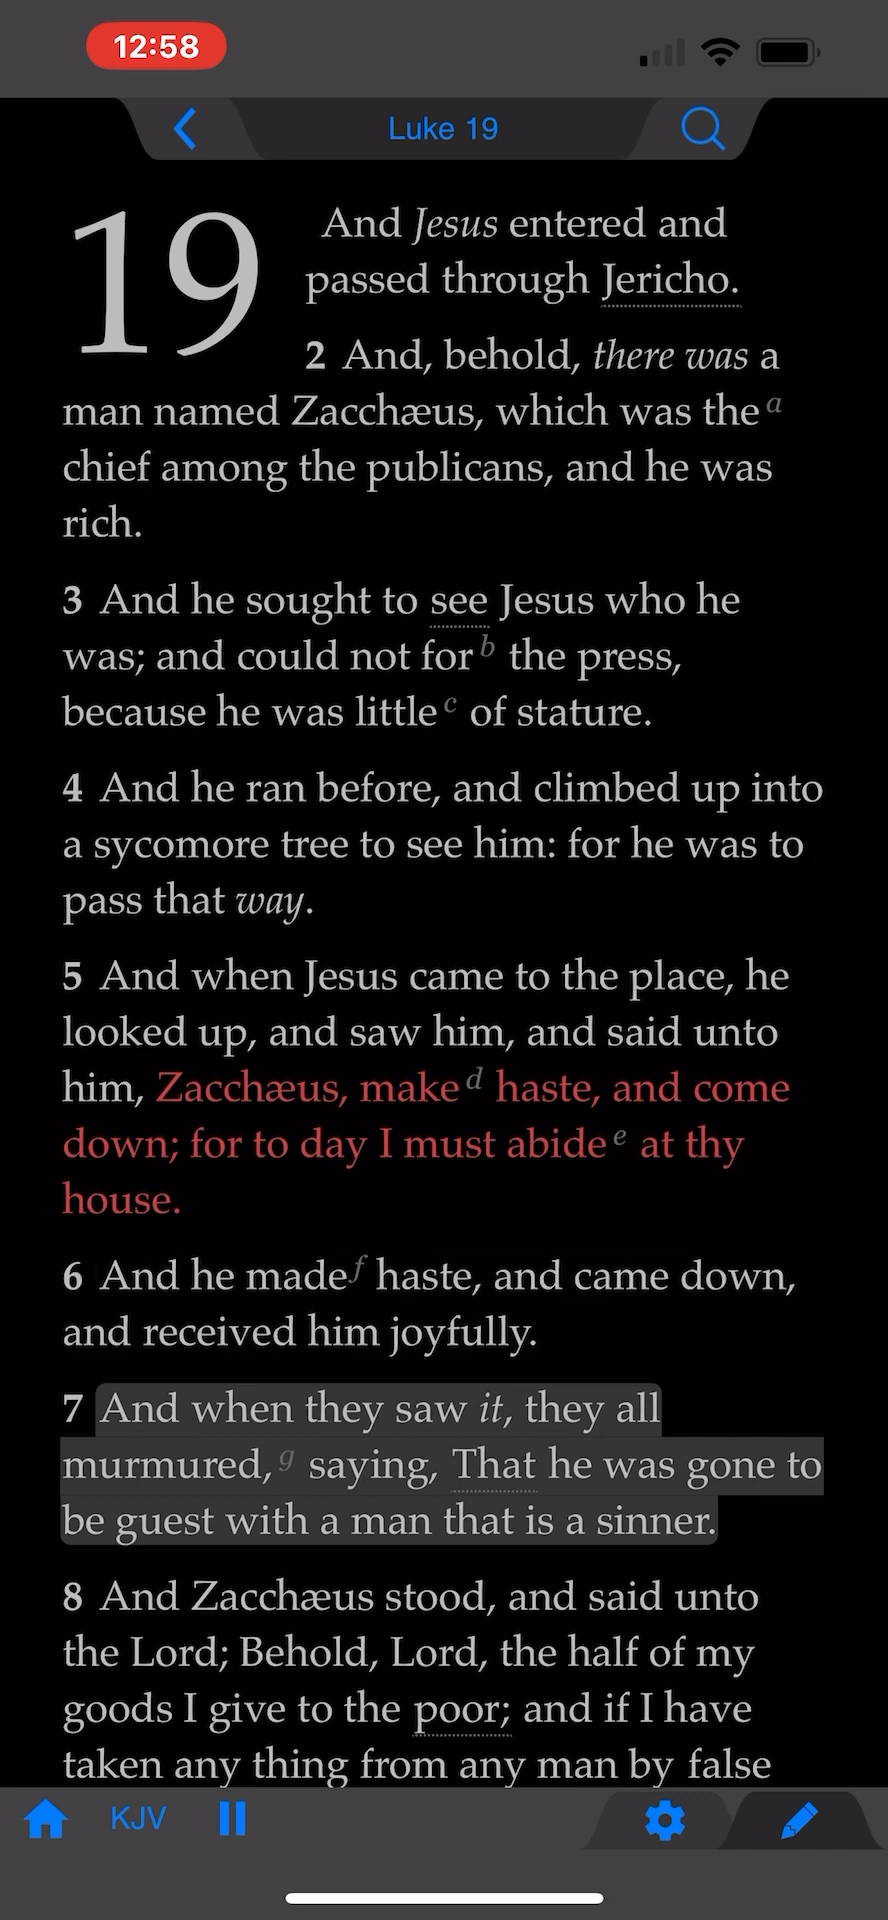 12:58
Luke 19
19 And Jesus entered and
passed through Jericho.
2 And, behold, there was a
man named Zacchæus, which was the a
chief among the publicans, and he was
rich.
3 And he sought to see Jesus who he
was; and could not for b the press,
because he was little c of stature.
4 And he ran before, and climbed up into
a sycomore tree to see him: for he was to
pass that way.
5 And when Jesus came to the place, he
looked up, and saw him, and said unto
him, Zacchæus, make d haste, and come
down; for to day I must abide e at thy
house.
6 And he made f haste, and came down,
and received him joyfully.
7 And when they saw it, they all
murmured, g saying, That he was gone to
be guest with a man that is a sinner.
8 And Zacchæus stood, and said unto
the Lord; Behold, Lord, the half of my
goods I give to the poor; and if I have
taken any thing from any man by false
KJV